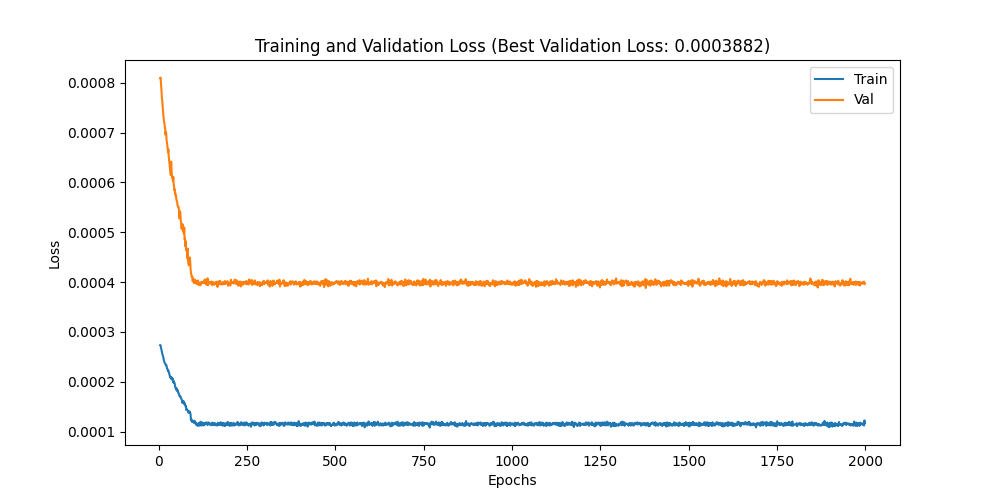 Training and Validation Loss (Best Validation Loss: 0.0003882)
Train
Val
Loss
0.0008
0.0007
0.0006
0.0005
0.0004
0.0003
0.0002
0.0001
0 250 500 750 1000 1250 1500 1750 2000
Epochs